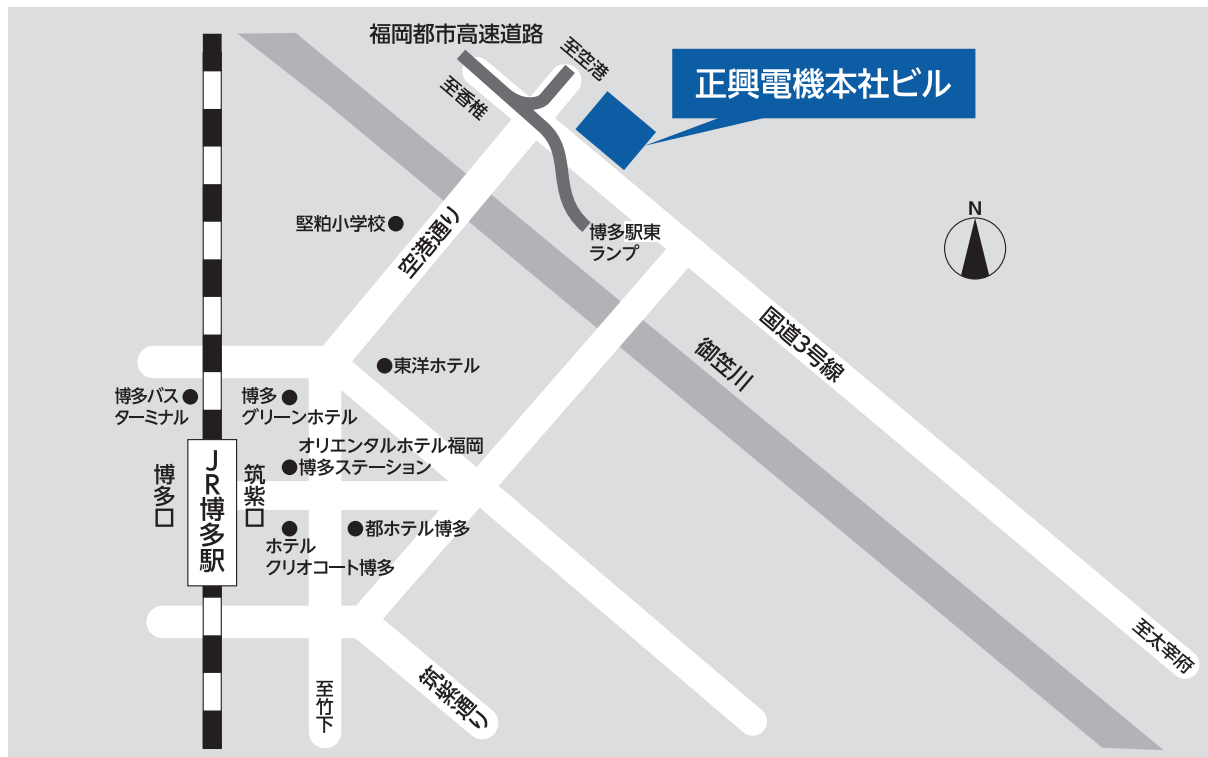 福岡都市高速道路
至空港
正興電機本社ビル
至香椎
N
堅粕小学校
空港通り
博多駅東
ランプ
国道3号線
御笠川
東洋ホテル
博多バス
ターミナル
博多
グリーンホテル
オリエンタルホテル福岡
博多ステーション
博多口
JR博多駅
筑紫口
都ホテル博多
ホテル
クリオコート博多
至太宰府
至竹下
筑紫通り